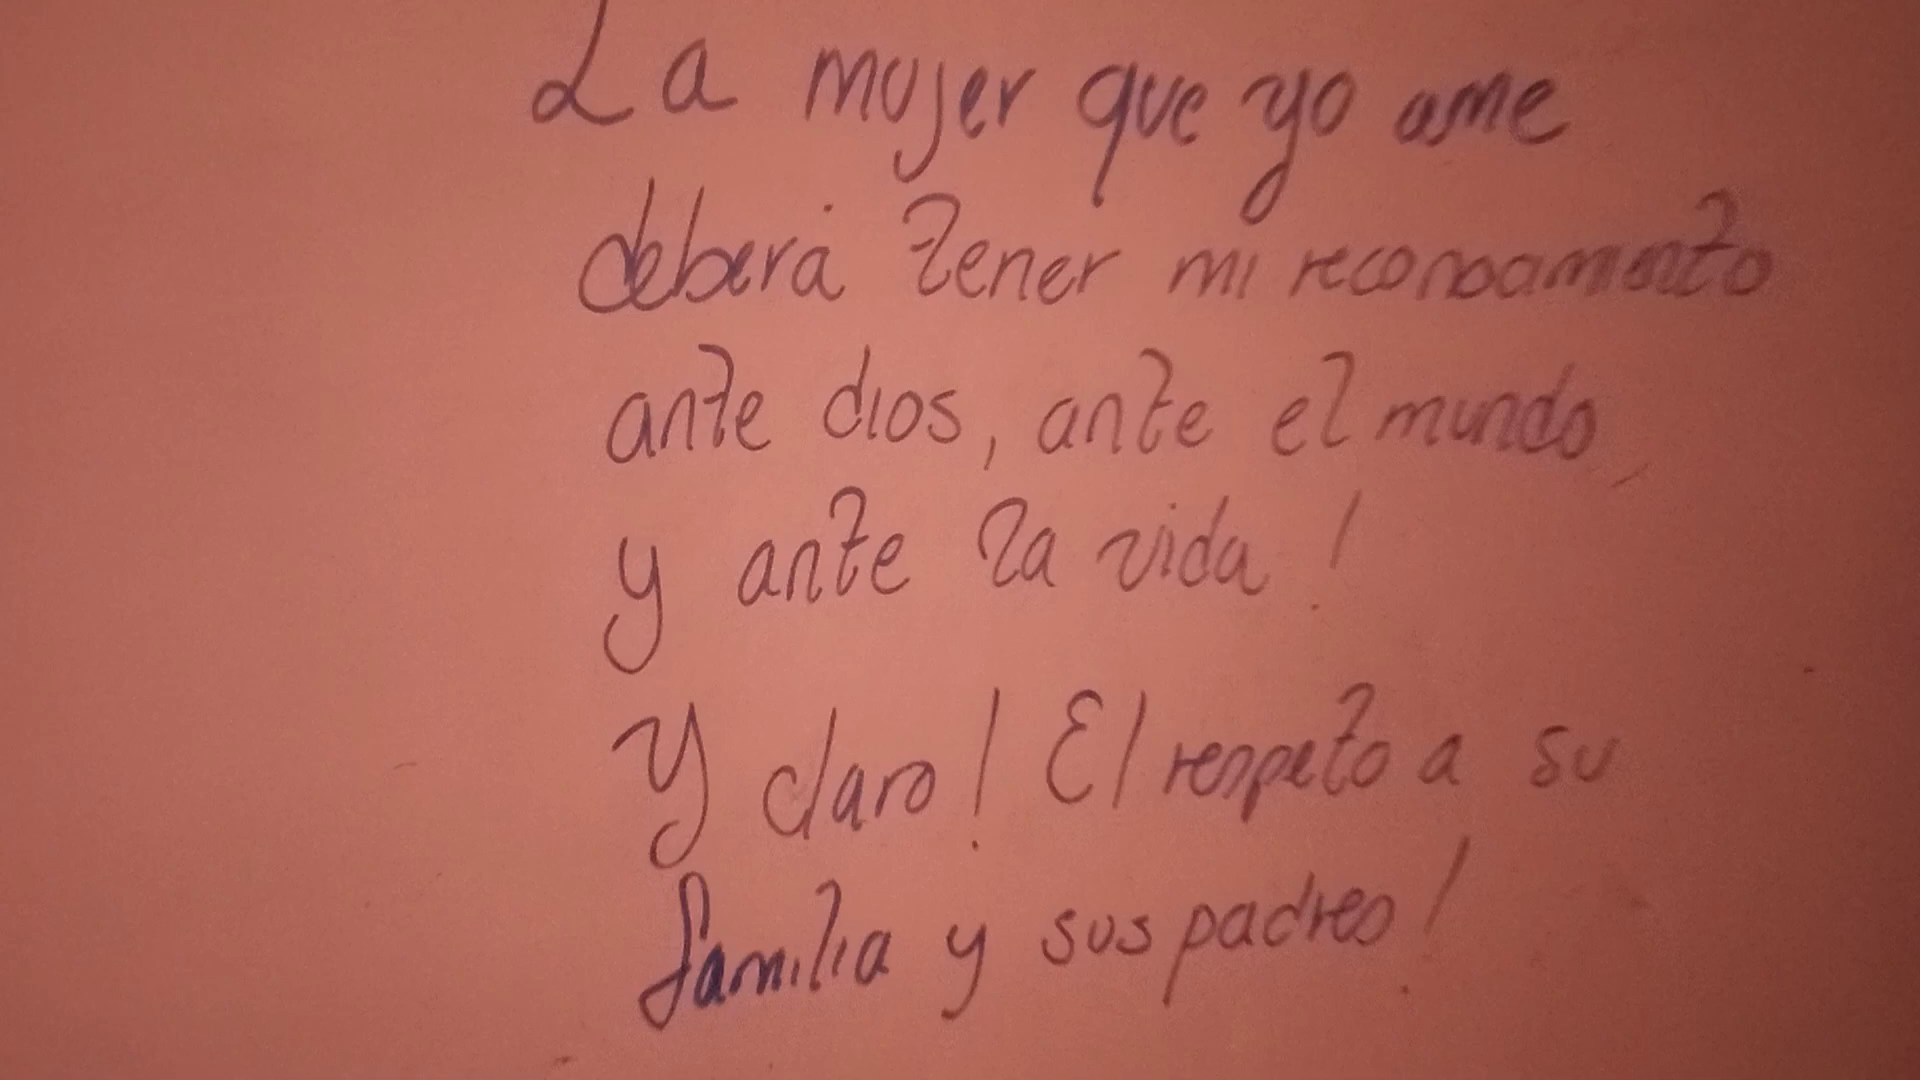 La mujer que yo ame
deberá tener mi reconocimiento
ante dios, ante el mundo,
y ante la vida!
Y claro! El respeto a su
familia y sus padres!